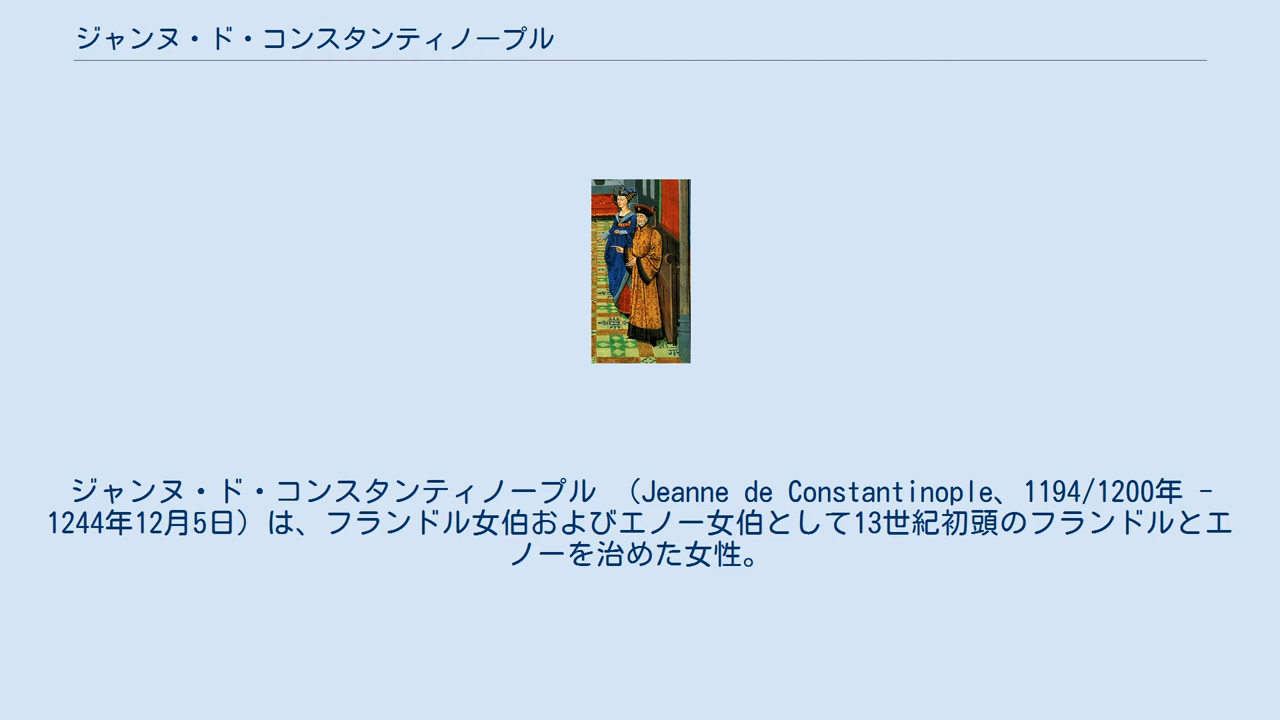 ジャンヌ・ド・コンスタンティノープル
ジャンヌ・ド・コンスタンティノープル （Jeanne de Constantinople、1194/1200年 -
1244年12月5日）は、フランドル女伯およびエノー女伯として13世紀初頭のフランドルとエ
ノーを治めた女性。